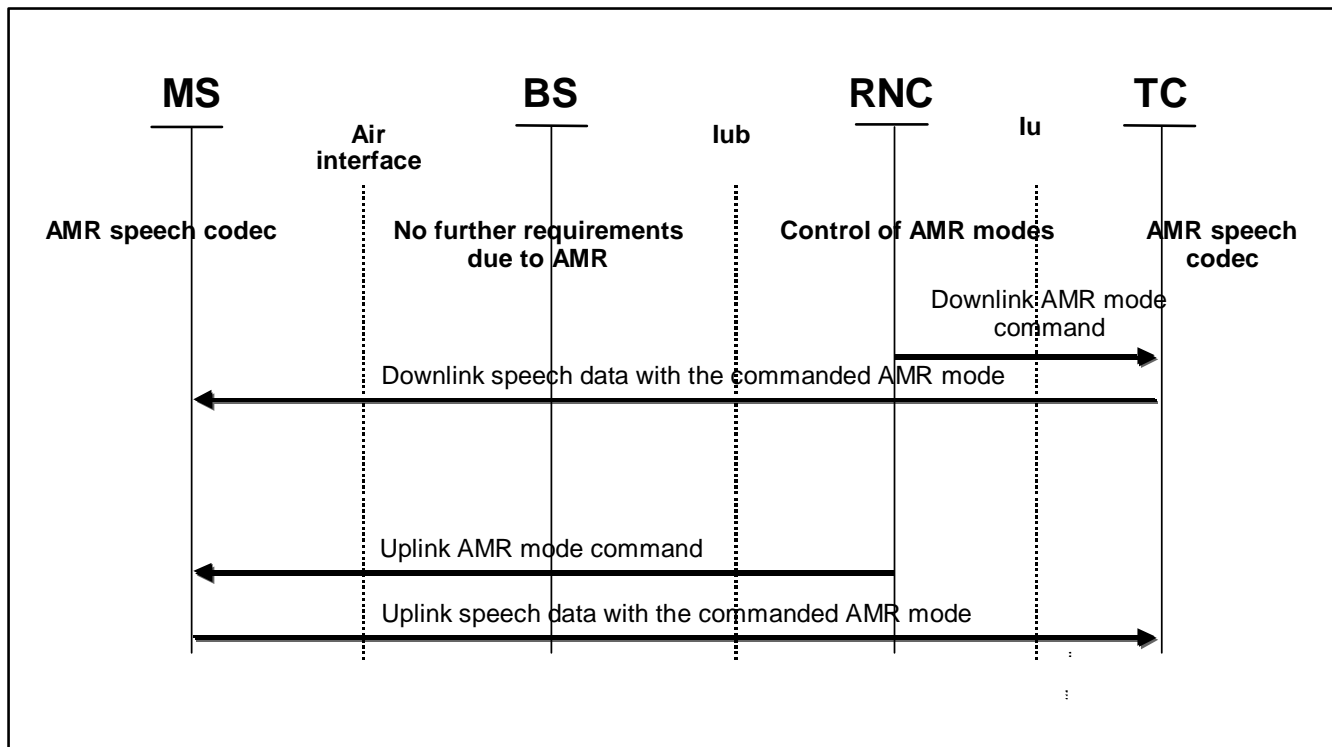 MS
BS
RNC
TC
Air
interface
Iub
Iu
AMR speech codec
No further requirements
due to AMR
Control of AMR modes
AMR speech
codec
Downlink AMR mode
command
Downlink speech data with the commanded AMR mode
Uplink AMR mode command
Uplink speech data with the commanded AMR mode